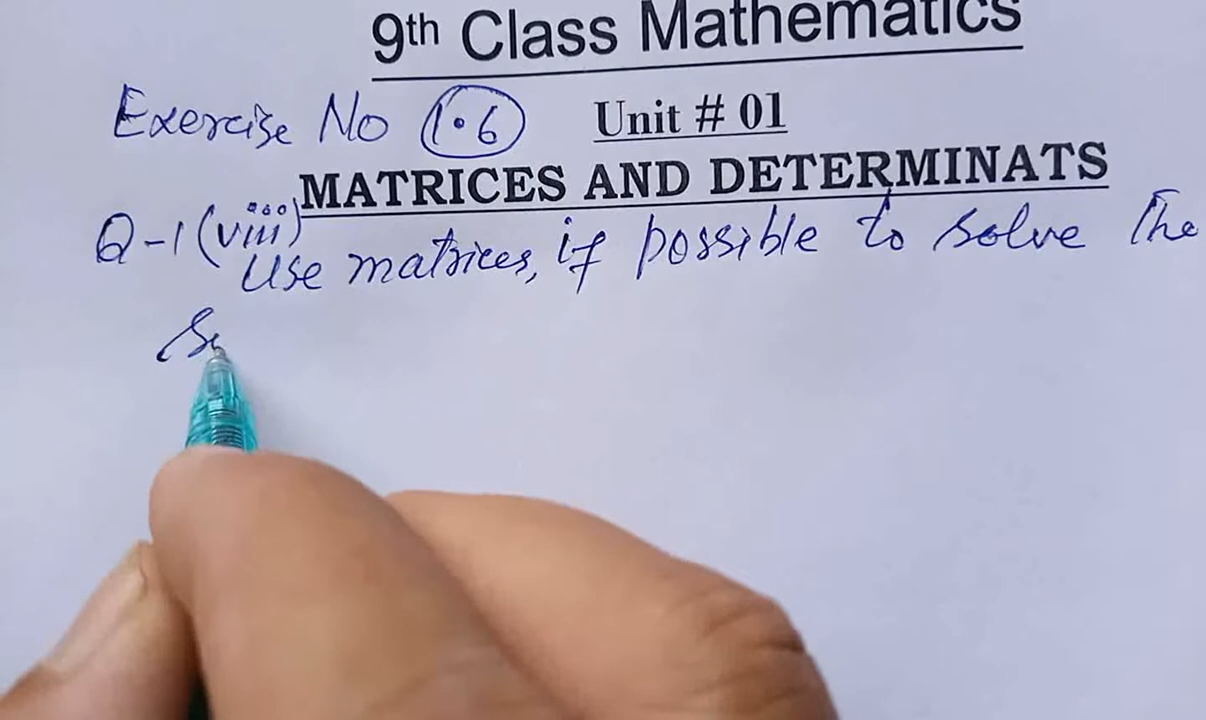 9th Class Mathematics
Exercise No 1.6 Unit # 01
MATRICES AND DETERMINATS
Q-1(viii) Use matrices, if possible to solve The